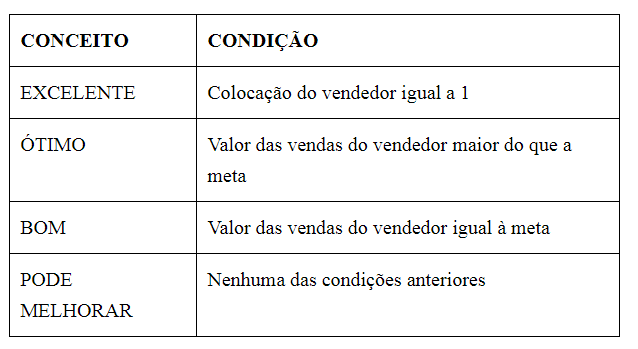 CONCEITO CONDIÇÃO
EXCELENTE Colocação do vendedor igual a 1
ÓTIMO Valor das vendas do vendedor maior do que a
meta
BOM Valor das vendas do vendedor igual à meta
PODE Nenhuma das condições anteriores
MELHORAR